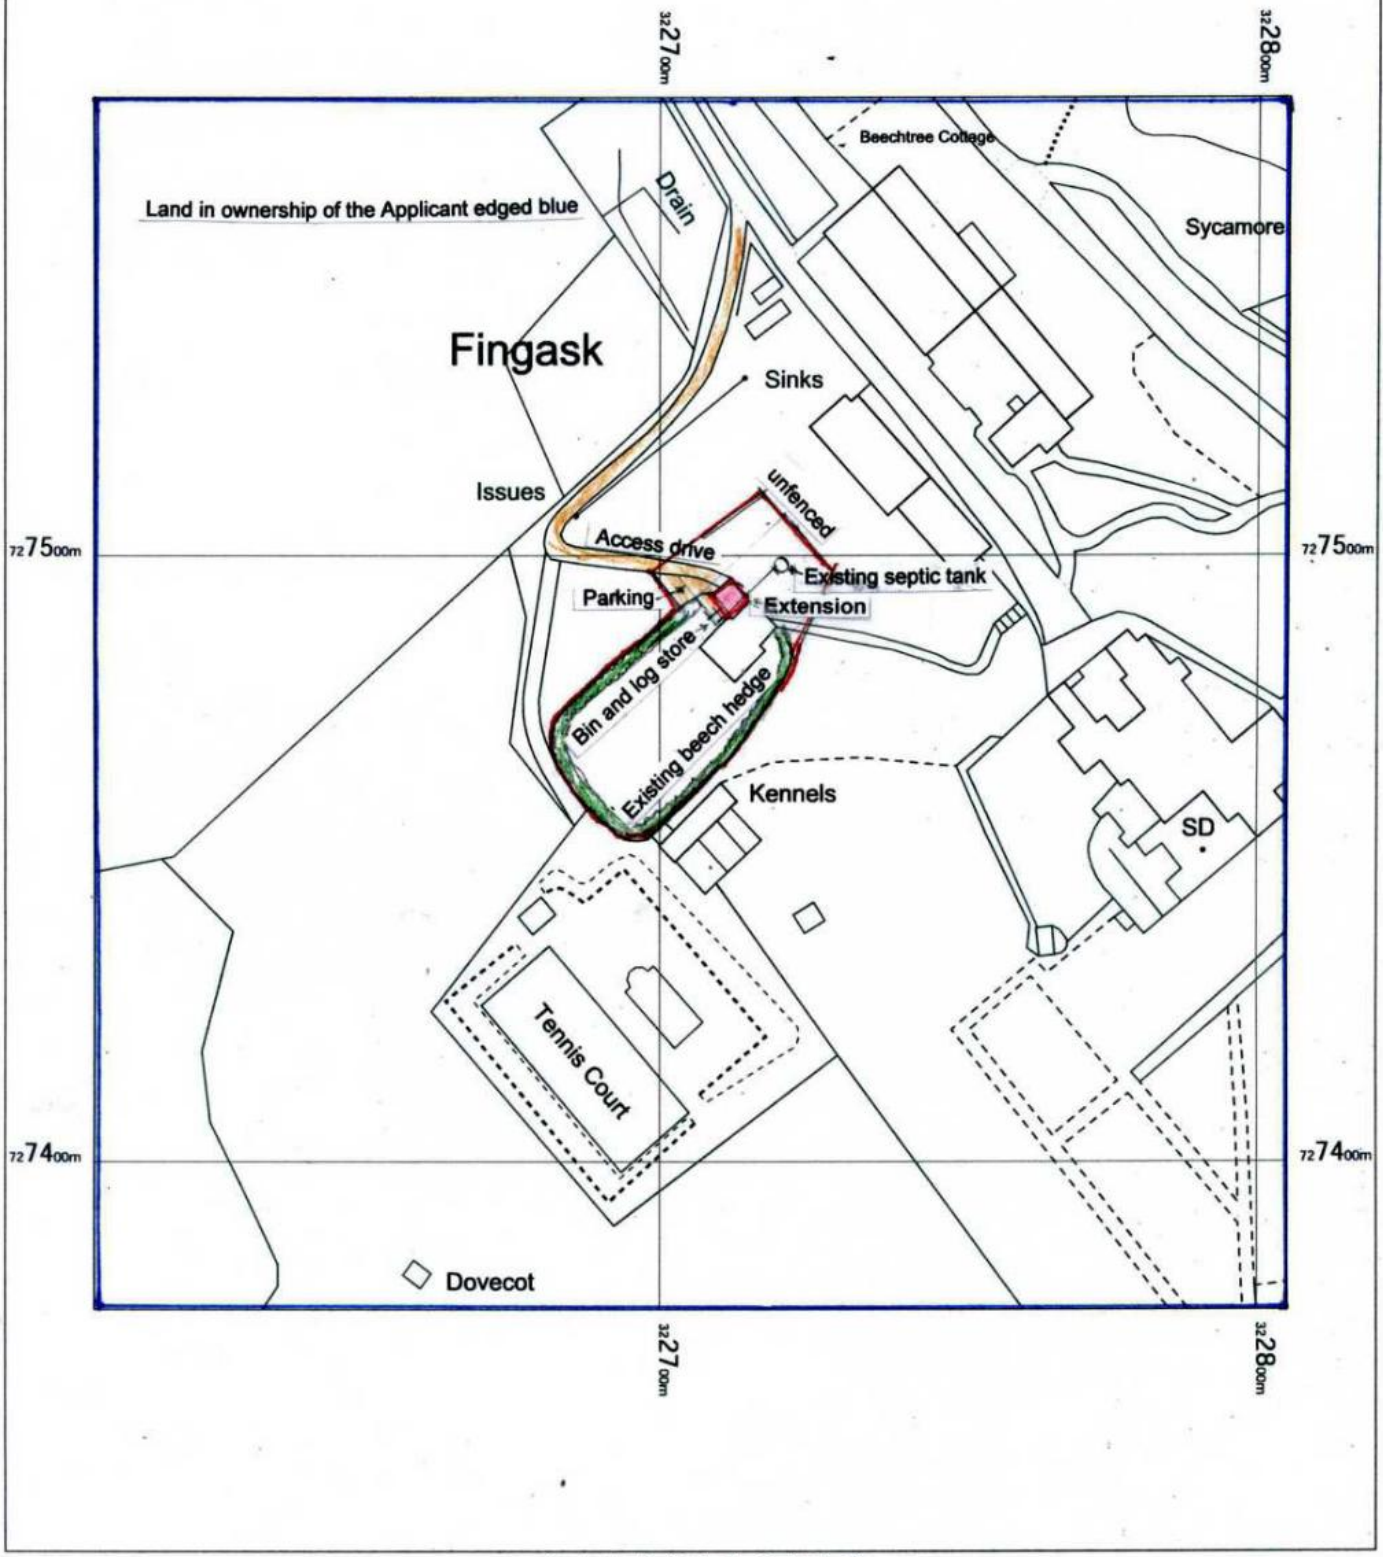 322700m
322800m
Beechtree Cottage
Drain
Land in ownership of the Applicant edged blue
Sycamore
Fingask
Sinks
Issues
unfenced
727500m
727500m
Access drive
Existing septic tank
Parking
Extension
Bin and log store
Existing beech hedge
Kennels
SD
Tennis Court
727400m
727400m
Dovecot
322700m
322800m